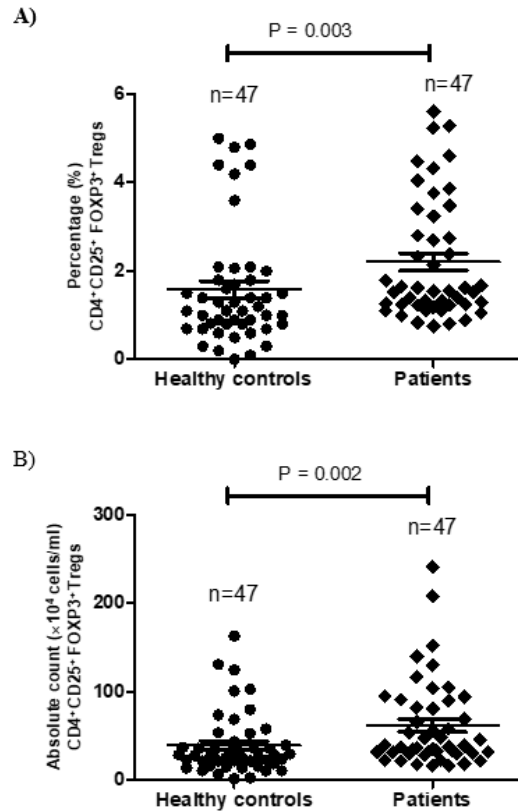 A)
P = 0.003
n=47
n=47
6
4
2
0
Percentage (%)
CD4⁺CD25⁺ FOXP3⁺ Tregs
Healthy controls
Patients
B)
P = 0.002
n=47
n=47
300
200
100
0
Absolute count (×10⁴ cells/ml)
CD4⁺CD25⁺ FOXP3⁺Tregs
Healthy controls
Patients